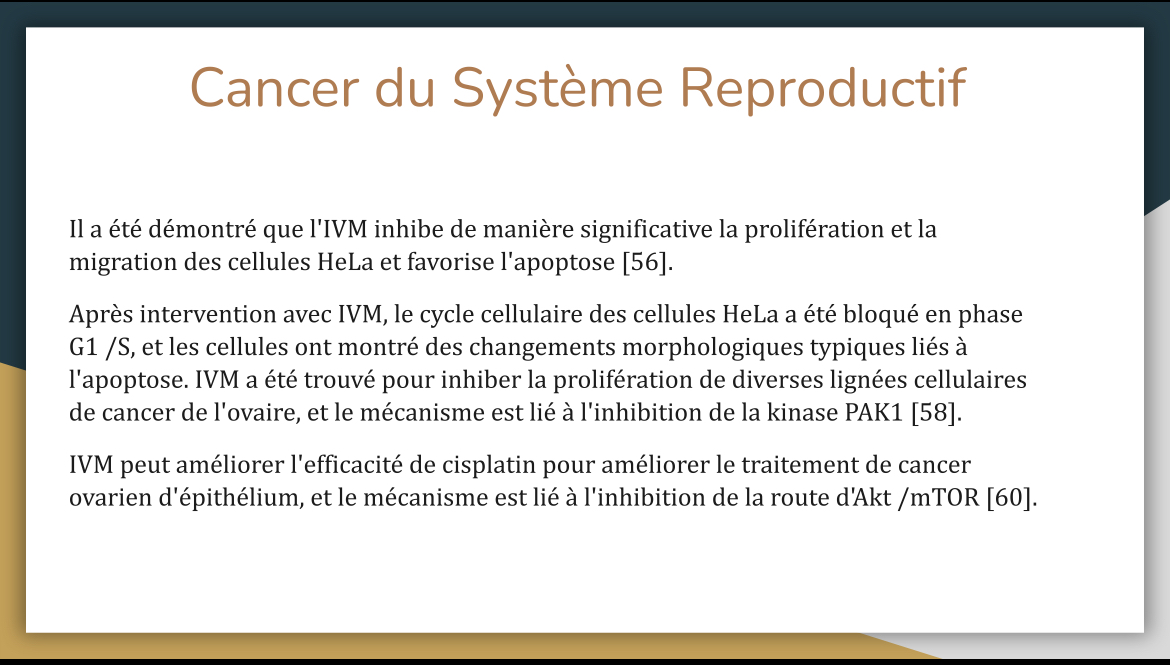 Cancer du Système Reproductif
Il a été démontré que l'IVM inhibe de manière significative la prolifération et la
migration des cellules HeLa et favorise l'apoptose [56].
Après intervention avec IVM, le cycle cellulaire des cellules HeLa a été bloqué en phase
G1 /S, et les cellules ont montré des changements morphologiques typiques liés à
l'apoptose. IVM a été trouvé pour inhiber la prolifération de diverses lignées cellulaires
de cancer de l'ovaire, et le mécanisme est lié à l'inhibition de la kinase PAK1 [58].
IVM peut améliorer l'efficacité de cisplatin pour améliorer le traitement de cancer
ovarien d'épithélium, et le mécanisme est lié à l'inhibition de la route d'Akt /mTOR [60].